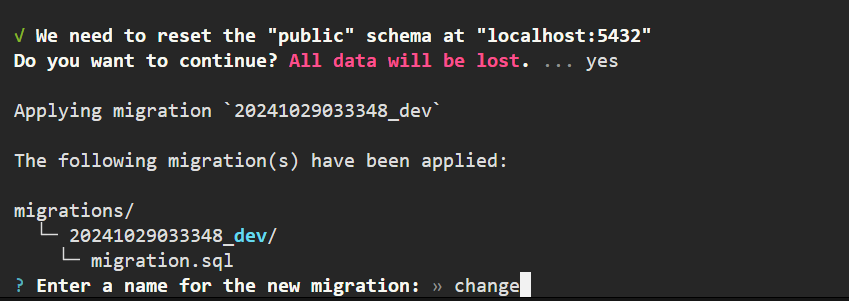 √ We need to reset the "public" schema at "localhost:5432"
Do you want to continue? All data will be lost. ... yes
Applying migration `20241029033348_dev`
The following migration(s) have been applied:
migrations/
└─ 20241029033348_dev/
└─ migration.sql
? Enter a name for the new migration: » change